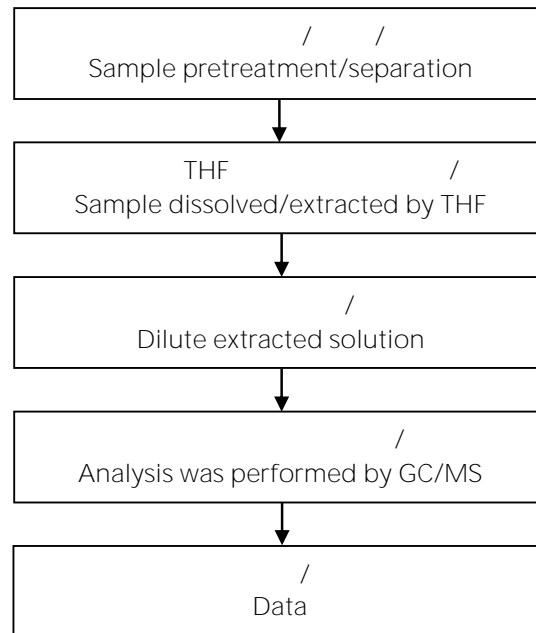 / /
Sample pretreatment/separation
THF /
Sample dissolved/extracted by THF
/
Dilute extracted solution
/
Analysis was performed by GC/MS
/
Data